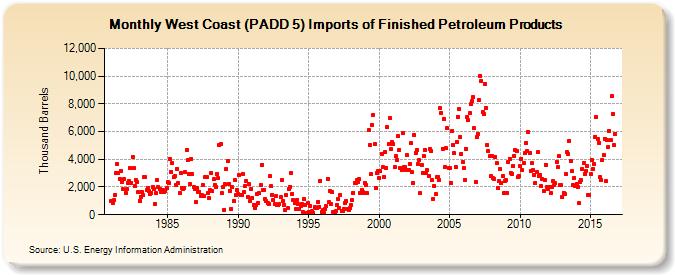 Monthly West Coast (PADD 5) Imports of Finished Petroleum Products
Thousand Barrels
12,000
10,000
8,000
6,000
4,000
2,000
0
1985 1990 1995 2000 2005 2010 2015
Source: U.S. Energy Information Administration